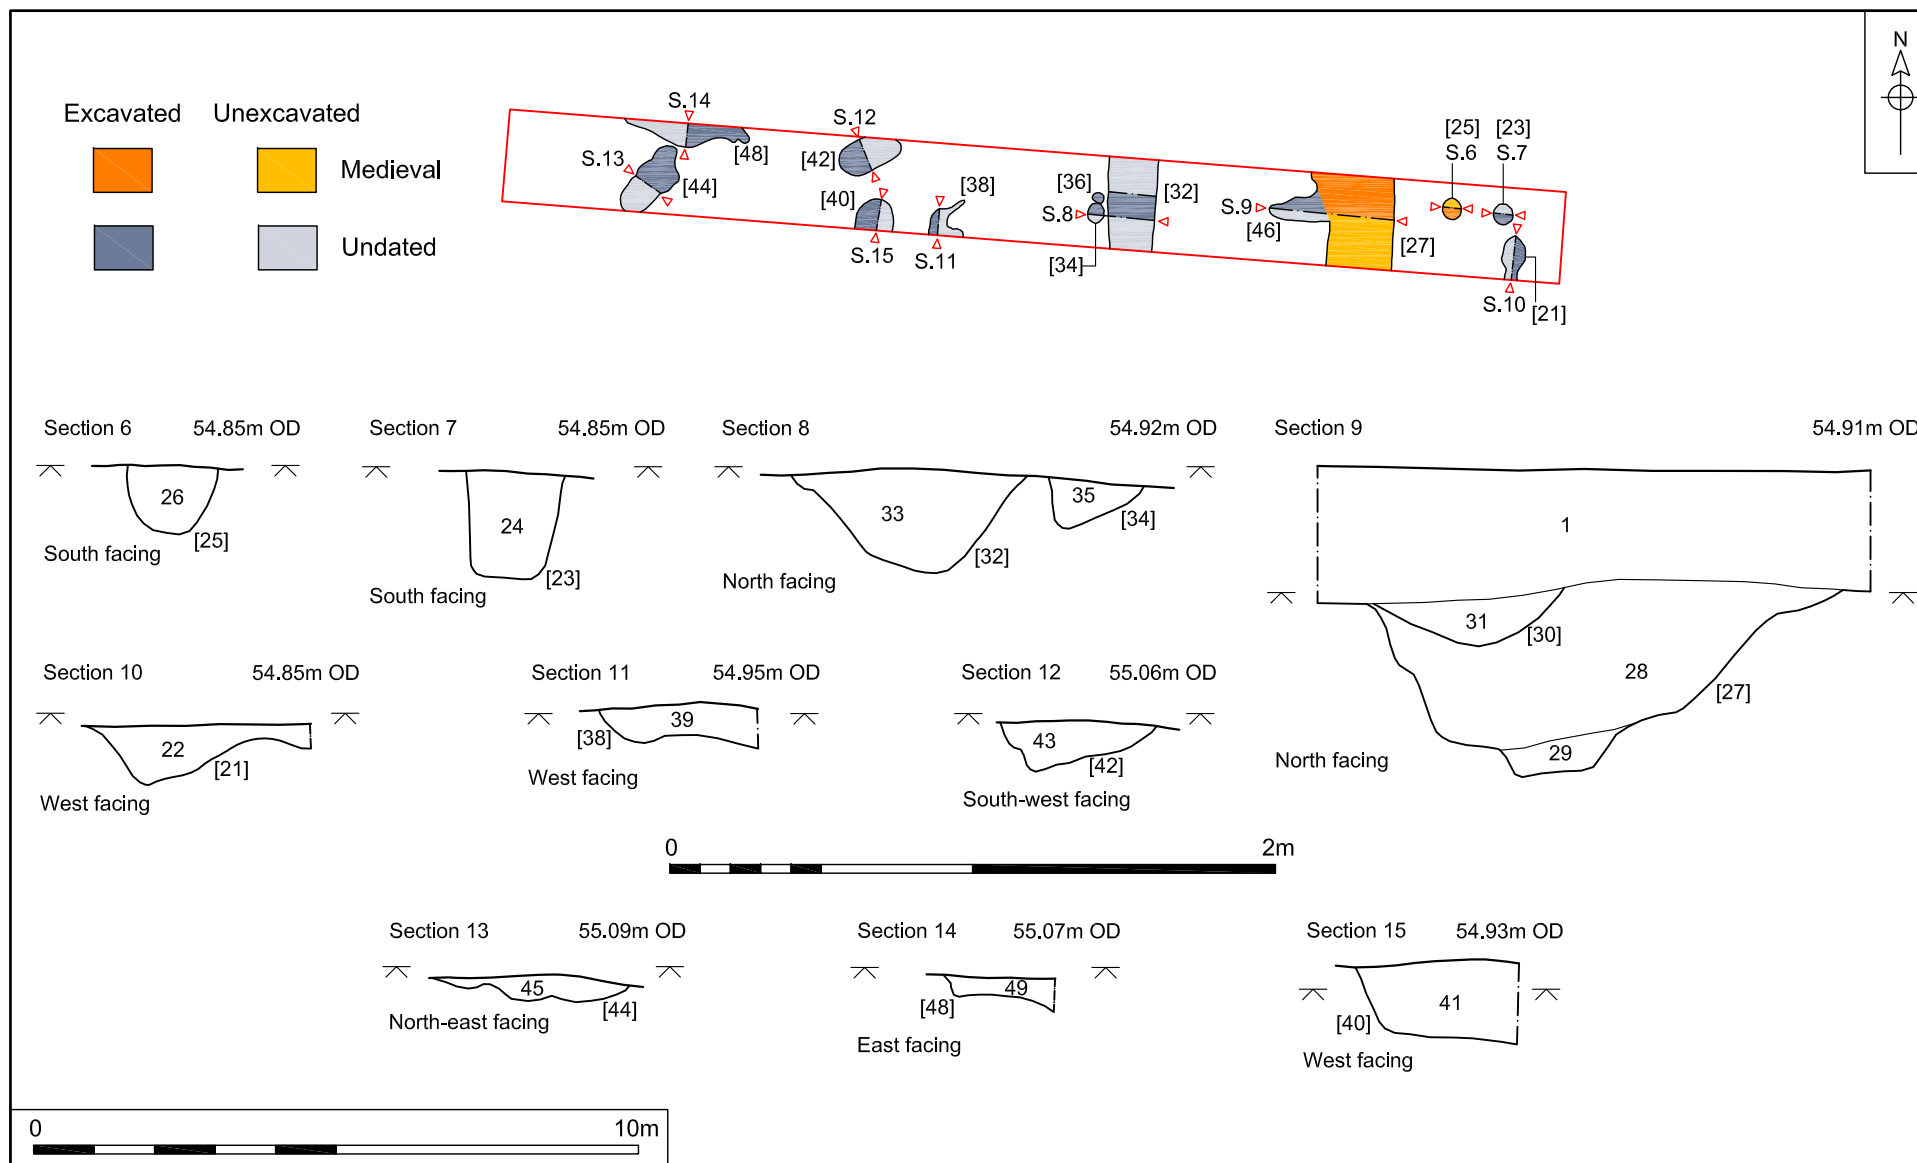 N
Excavated Unexcavated
Medieval
Undated
S.14
S.13
[48]
[44]
S.12
[42]
[40]
S.15
[38]
S.11
[36]
S.8
[34]
[32]
S.9
[46]
[27]
[25]
S.6
[23]
S.7
S.10
[21]
Section 6 54.85m OD
26
[25]
South facing
Section 7 54.85m OD
24
[23]
South facing
Section 8 54.92m OD
33
[32]
35
[34]
North facing
Section 9 54.91m OD
1
31
[30]
28
[27]
29
North facing
Section 10 54.85m OD
22
[21]
West facing
Section 11 54.95m OD
39
[38]
West facing
Section 12 55.06m OD
43
[42]
South-west facing
0 2m
Section 13 55.09m OD
45
[44]
North-east facing
Section 14 55.07m OD
49
[48]
East facing
Section 15 54.93m OD
41
[40]
West facing
0 10m